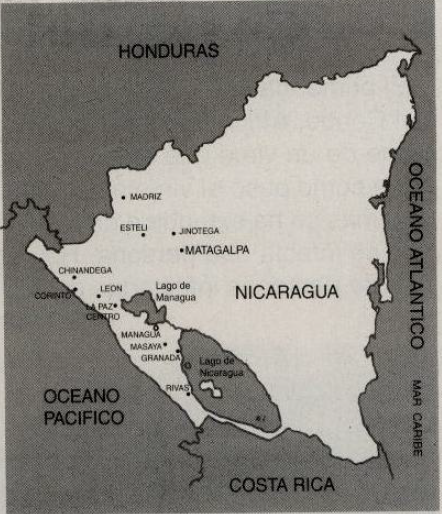 HONDURAS
OCEANO ATLANTICO
MADRIZ
ESTELI
JINOTEGA
MATAGALPA
CHINANDEGA
CORINTO
LEON
LA PAZ
CENTRO
Lago de
Managua
NICARAGUA
MANAGUA
MASAYA
GRANADA
Lago de
Nicaragua
RIVAS
OCEANO
PACIFICO
MAR CARIBE
COSTA RICA